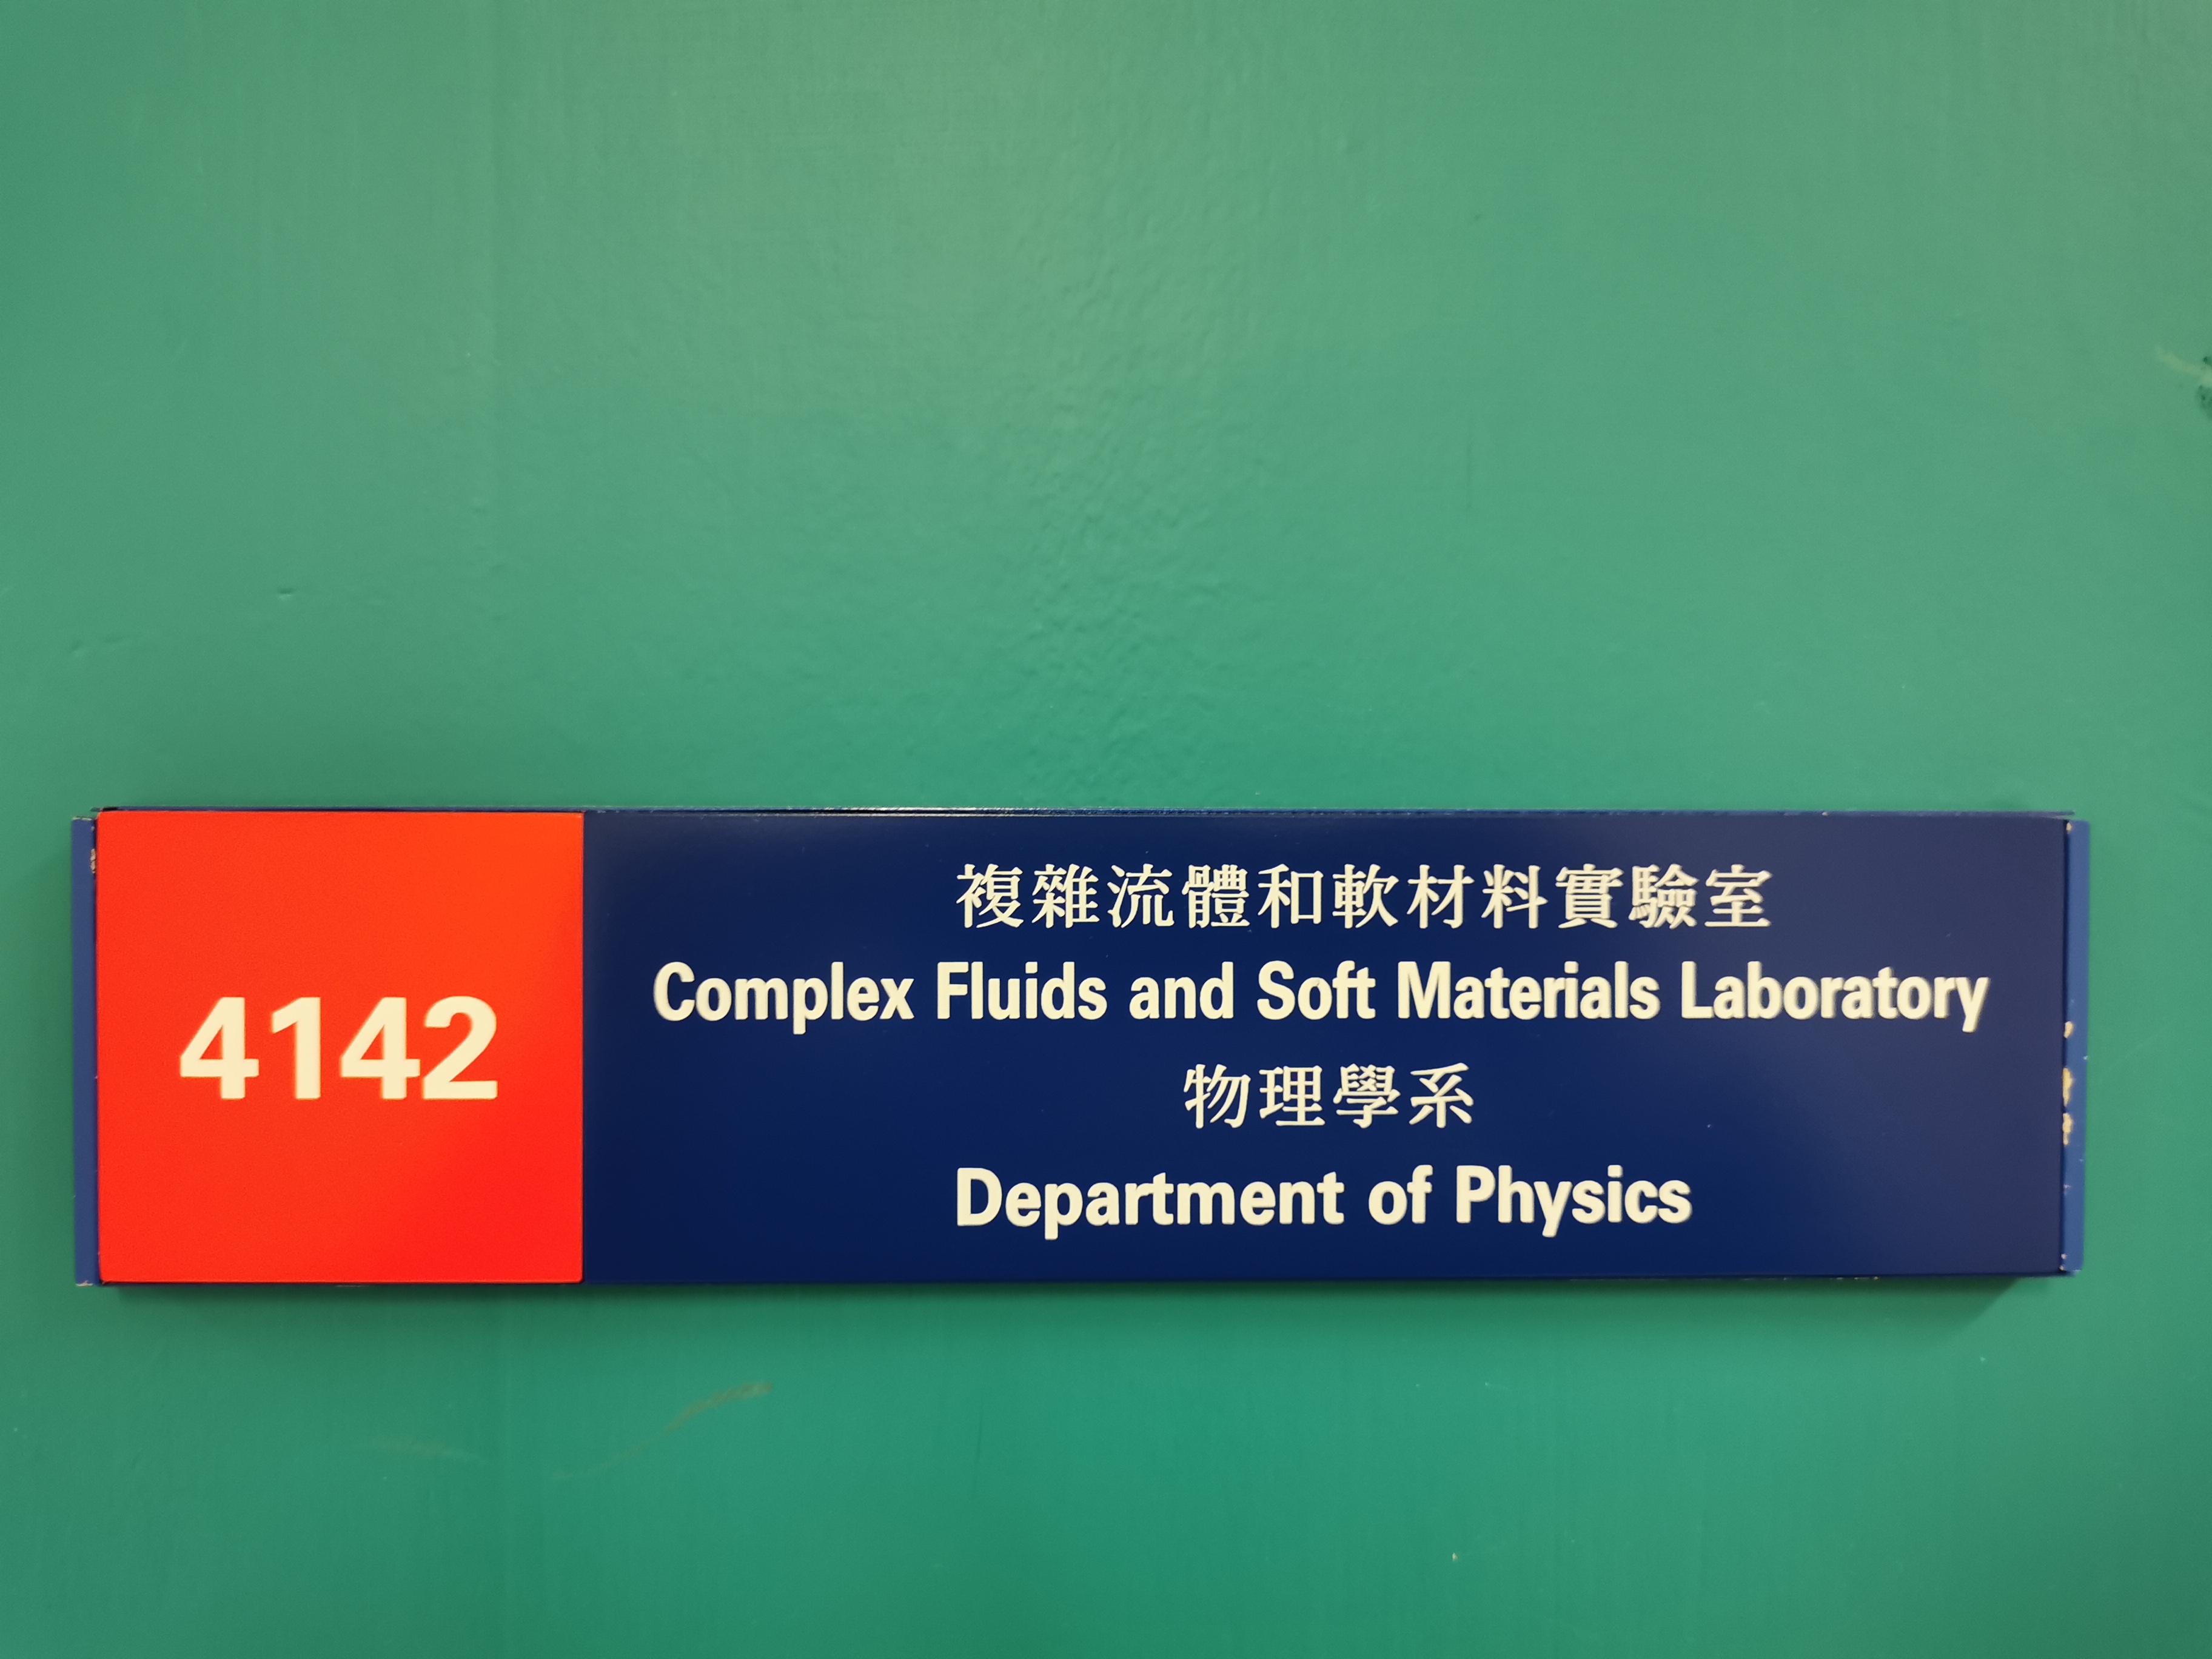 4142
複雜流體和軟材料實驗室
Complex Fluids and Soft Materials Laboratory
物理學系
Department of Physics